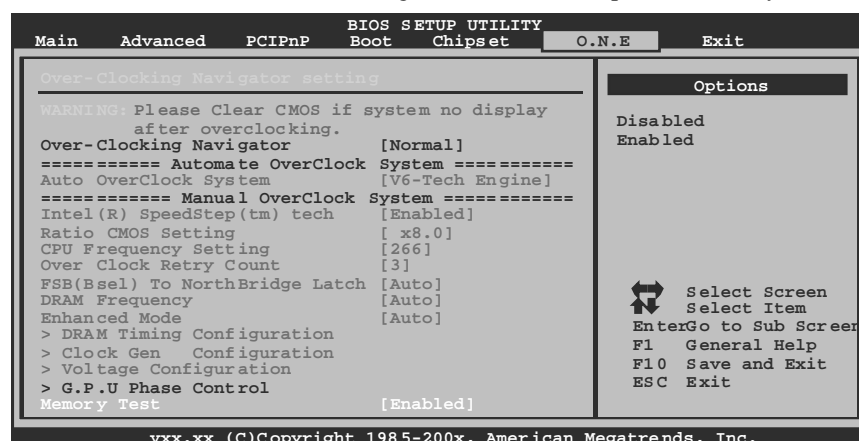 BIOS SETUP UTILITY
Main Advanced PCIPnP Boot Chipset O.N.E Exit
Over-Clocking Navigator setting
WARNING: Please Clear CMOS if system no display
after overclocking.
Over-Clocking Navigator [Normal]
=========== Automate OverClock System ===========
Auto OverClock System [V6-Tech Engine]
============ Manual OverClock System ============
Intel(R) SpeedStep(tm) tech [Enabled]
Ratio CMOS Setting [ x8.0]
CPU Frequency Setting [266]
Over Clock Retry Count [3]
FSB(Bsel) To NorthBridge Latch [Auto]
DRAM Frequency [Auto]
Enhanced Mode [Auto]
> DRAM Timing Configuration
> Clock Gen Configuration
> Voltage Configuration
> G.P.U Phase Control
Memory Test [Enabled]
Options
Disabled
Enabled
Select Screen
Select Item
Enter Go to Sub Screen
F1 General Help
F10 Save and Exit
ESC Exit
vxx.xx (C)Copyright 1985-200x, American Megatrends, Inc.